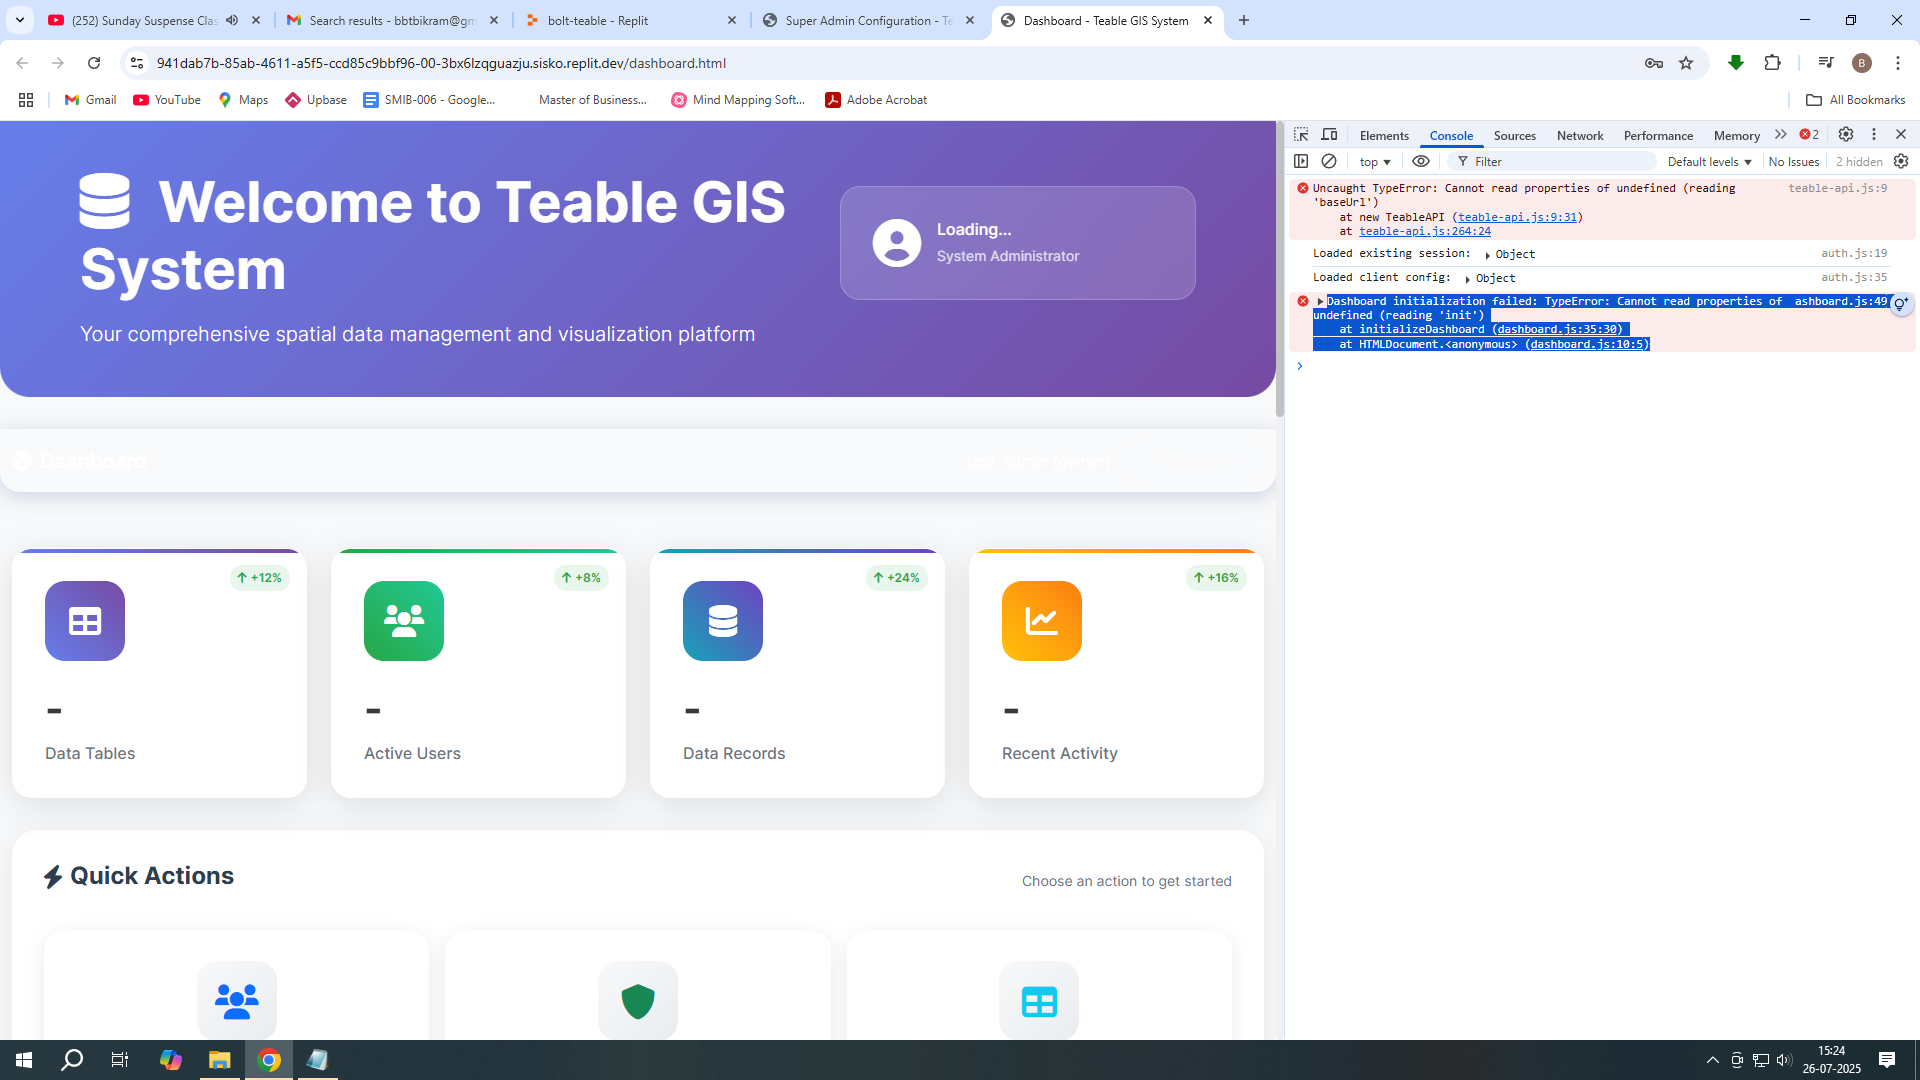 (252) Sunday Suspense Clas
Search results - bbtbikram@gm
bolt-teable - Replit
Super Admin Configuration - Te
Dashboard - Teable GIS System
941dab7b-85ab-4611-a5f5-ccd85c9bbf96-00-3bx6lzqguazju.sisko.replit.dev/dashboard.html
B
Gmail
YouTube
Maps
Upbase
SMIB-006 - Google...
Master of Business...
Mind Mapping Soft...
Adobe Acrobat
All Bookmarks
Welcome to Teable GIS
System
Your comprehensive spatial data management and visualization platform
Loading...
System Administrator
Dashboard
test Admin (owner)
+12%
+8%
+24%
+16%
-
-
-
-
Data Tables
Active Users
Data Records
Recent Activity
Quick Actions
Choose an action to get started
Elements
Console
Sources
Network
Performance
Memory
2
top
Filter
Default levels
No Issues
2 hidden
Uncaught TypeError: Cannot read properties of undefined (reading teable-api.js:9
'baseUrl')
at new TeableAPI (teable-api.js:9:31)
at teable-api.js:264:24
Loaded existing session: Object auth.js:19
Loaded client config: Object auth.js:35
Dashboard initialization failed: TypeError: Cannot read properties of ashboard.js:49
undefined (reading 'init')
at initializeDashboard (dashboard.js:35:30)
at HTMLDocument.<anonymous> (dashboard.js:10:5)
15:24
26-07-2025